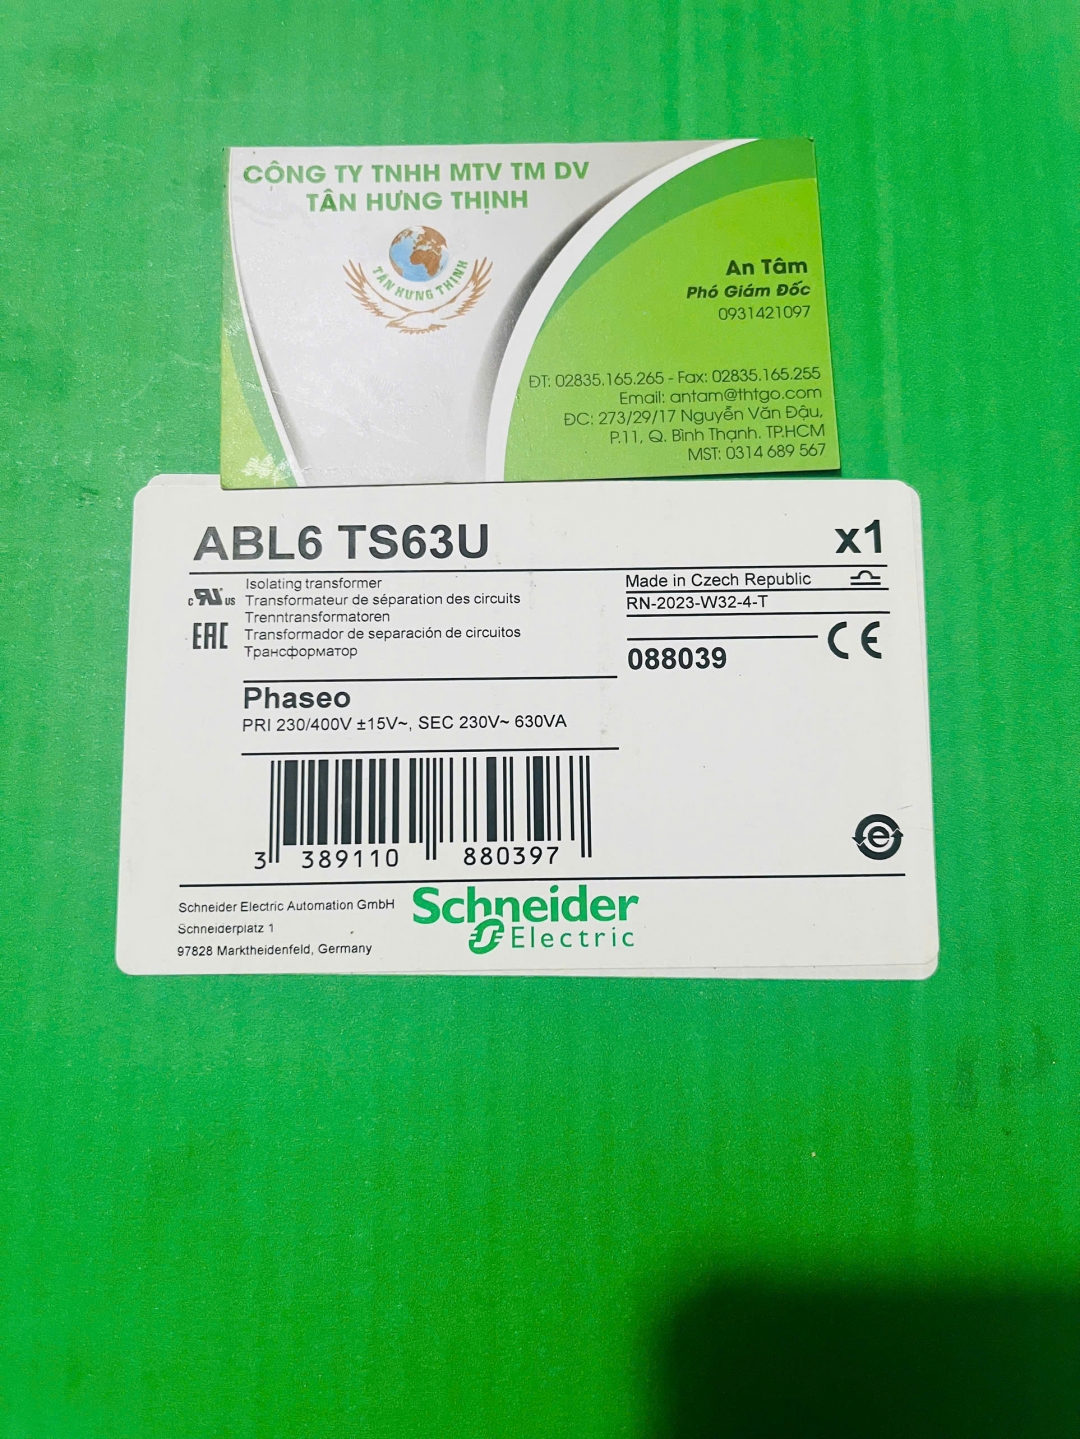 CÔNG TY TNHH MTV TM DV
TÂN HƯNG THỊNH
TÂN HƯNG THỊNH
An Tâm
Phó Giám Đốc
0931421097
ĐT: 02835.165.265 - Fax: 02835.165.255
Email: antam@thtgo.com
ĐC: 273/29/17 Nguyễn Văn Đậu,
P.11, Q. Bình Thạnh. TP.HCM
MST: 0314 689 567
ABL6 TS63U
x1
c RU us
EAC
Isolating transformer
Transformateur de séparation des circuits
Trenntransformatoren
Transformador de separación de circuitos
Трансформатор
Made in Czech Republic
RN-2023-W32-4-T
CE
088039
Phaseo
PRI 230/400V ±15V~, SEC 230V~ 630VA
3 389110 880397
e
Schneider Electric Automation GmbH
Schneiderplatz 1
97828 Marktheidenfeld, Germany
Schneider
Electric